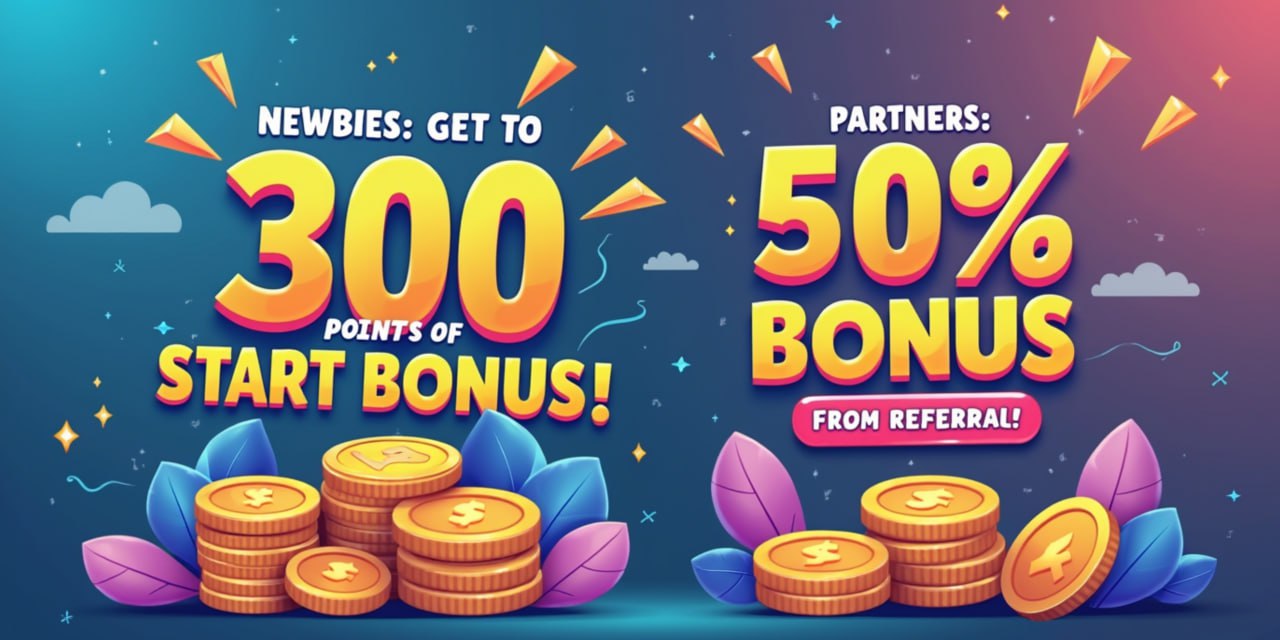 NEWBIES: GET TO
300
POINTS OF
START BONUS!
PARTNERS:
50%
BONUS
FROM REFERRAL!